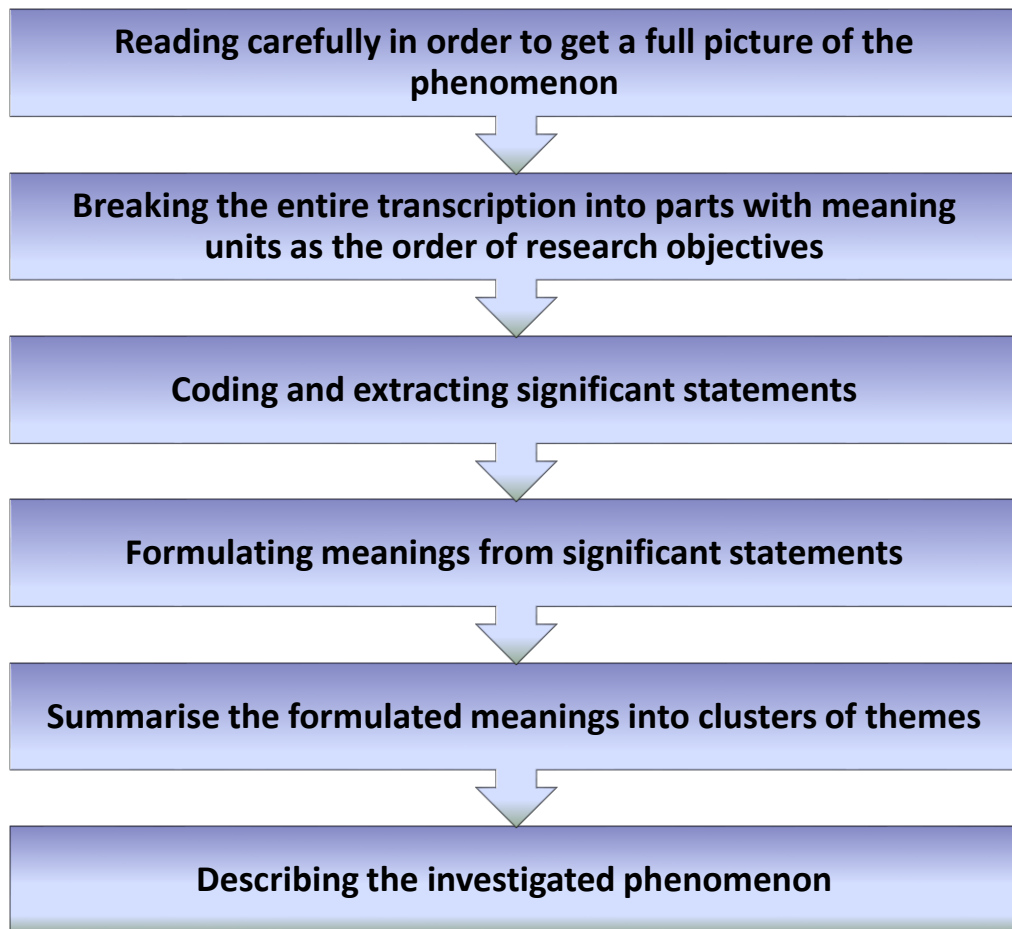 Reading carefully in order to get a full picture of the
phenomenon
Breaking the entire transcription into parts with meaning
units as the order of research objectives
Coding and extracting significant statements
Formulating meanings from significant statements
Summarise the formulated meanings into clusters of themes
Describing the investigated phenomenon